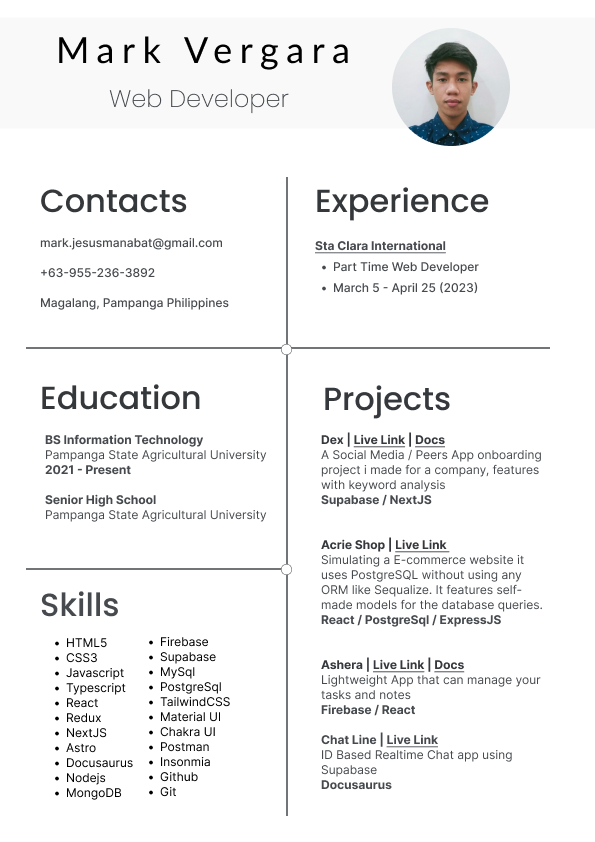 Mark Vergara
Web Developer
Contacts
mark.jesusmanabat@gmail.com
+63-955-236-3892
Magalang, Pampanga Philippines
Experience
Sta Clara International
• Part Time Web Developer
• March 5 - April 25 (2023)
Education
BS Information Technology
Pampanga State Agricultural University
2021 - Present
Senior High School
Pampanga State Agricultural University
Skills
• HTML5
• CSS3
• Javascript
• Typescript
• React
• Redux
• NextJS
• Astro
• Docusaurus
• Nodejs
• MongoDB
• Firebase
• Supabase
• MySql
• PostgreSql
• TailwindCSS
• Material UI
• Chakra UI
• Postman
• Insonmia
• Github
• Git
Projects
Dex | Live Link | Docs
A Social Media / Peers App onboarding
project i made for a company, features
with keyword analysis
Supabase / NextJS
Acrie Shop | Live Link
Simulating a E-commerce website it
uses PostgreSQL without using any
ORM like Sequalize. It features self-
made models for the database queries.
React / PostgreSql / ExpressJS
Ashera | Live Link | Docs
Lightweight App that can manage your
tasks and notes
Firebase / React
Chat Line | Live Link
ID Based Realtime Chat app using
Supabase
Docusaurus